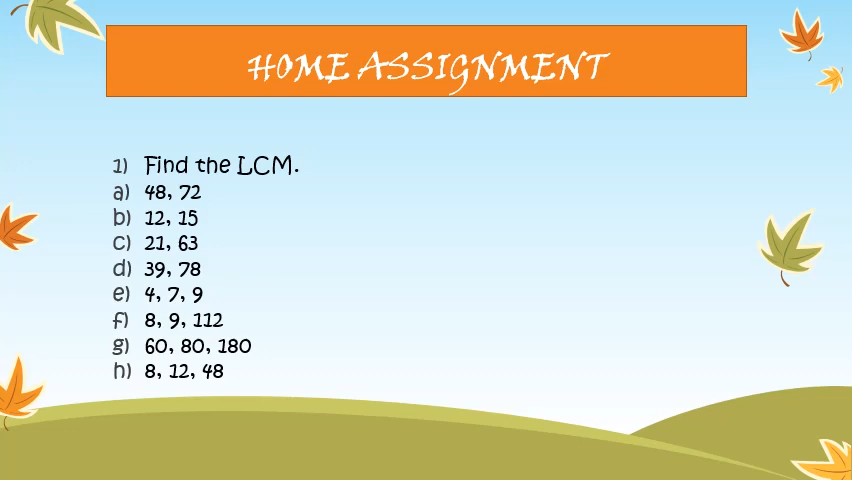 HOME ASSIGNMENT
1) Find the LCM.
a) 48, 72
b) 12, 15
c) 21, 63
d) 39, 78
e) 4, 7, 9
f) 8, 9, 112
g) 60, 80, 180
h) 8, 12, 48